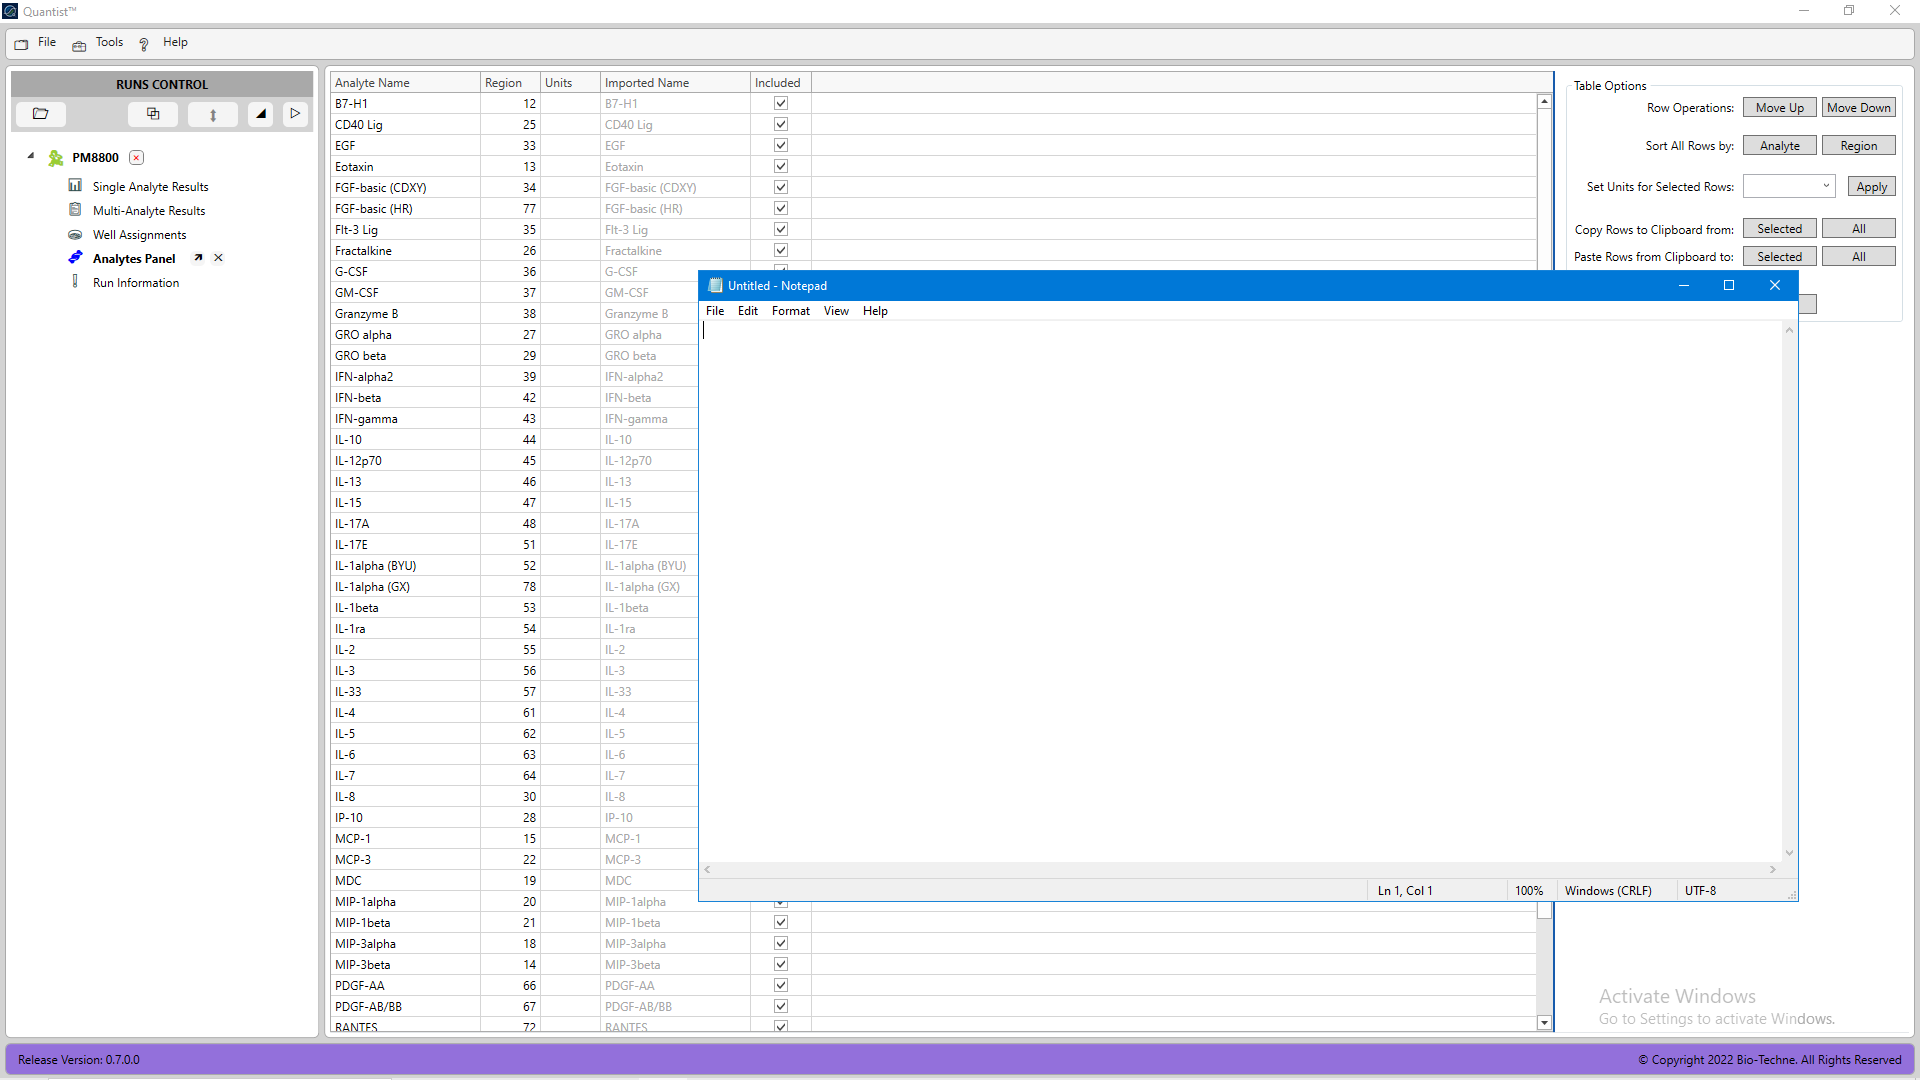 Quantist™
File Tools ? Help
RUNS CONTROL
PM8800
Single Analyte Results
Multi-Analyte Results
Well Assignments
Analytes Panel
Run Information
Analyte Name Region Units Imported Name Included
B7-H1 12 B7-H1
CD40 Lig 25 CD40 Lig
EGF 33 EGF
Eotaxin 13 Eotaxin
FGF-basic (CDXY) 34 FGF-basic (CDXY)
FGF-basic (HR) 77 FGF-basic (HR)
Flt-3 Lig 35 Flt-3 Lig
Fractalkine 26 Fractalkine
G-CSF 36 G-CSF
GM-CSF 37 GM-CSF
Granzyme B 38 Granzyme B
GRO alpha 27 GRO alpha
GRO beta 29 GRO beta
IFN-alpha2 39 IFN-alpha2
IFN-beta 42 IFN-beta
IFN-gamma 43 IFN-gamma
IL-10 44 IL-10
IL-12p70 45 IL-12p70
IL-13 46 IL-13
IL-15 47 IL-15
IL-17A 48 IL-17A
IL-17E 51 IL-17E
IL-1alpha (BYU) 52 IL-1alpha (BYU)
IL-1alpha (GX) 78 IL-1alpha (GX)
IL-1beta 53 IL-1beta
IL-1ra 54 IL-1ra
IL-2 55 IL-2
IL-3 56 IL-3
IL-33 57 IL-33
IL-4 61 IL-4
IL-5 62 IL-5
IL-6 63 IL-6
IL-7 64 IL-7
IL-8 30 IL-8
IP-10 28 IP-10
MCP-1 15 MCP-1
MCP-3 22 MCP-3
MDC 19 MDC
MIP-1alpha 20 MIP-1alpha
MIP-1beta 21 MIP-1beta
MIP-3alpha 18 MIP-3alpha
MIP-3beta 14 MIP-3beta
PDGF-AA 66 PDGF-AA
PDGF-AB/BB 67 PDGF-AB/BB
RANTES 72 RANTES
Table Options
Row Operations: Move Up Move Down
Sort All Rows by: Analyte Region
Set Units for Selected Rows: Apply
Copy Rows to Clipboard from: Selected All
Paste Rows from Clipboard to: Selected All
Untitled - Notepad
File Edit Format View Help
Ln 1, Col 1 100% Windows (CRLF) UTF-8
Activate Windows
Go to Settings to activate Windows.
Release Version: 0.7.0.0
© Copyright 2022 Bio-Techne. All Rights Reserved